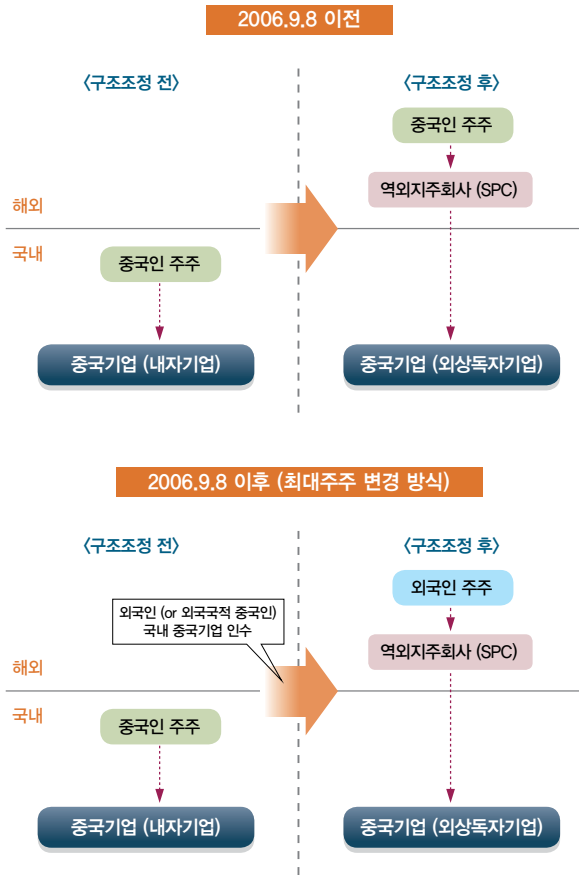 2006.9.8 이전
〈구조조정 전〉
〈구조조정 후〉
중국인 주주
역외지주회사 (SPC)
해외
국내
중국인 주주
중국기업 (내자기업)
중국기업 (외상독자기업)
2006.9.8 이후 (최대주주 변경 방식)
〈구조조정 전〉
〈구조조정 후〉
외국인 주주
외국인 (or 외국국적 중국인)
국내 중국기업 인수
역외지주회사 (SPC)
해외
국내
중국인 주주
중국기업 (내자기업)
중국기업 (외상독자기업)